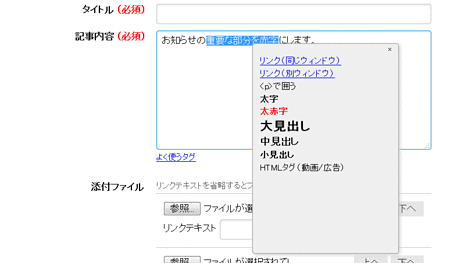 タイトル (必須)
記事内容 (必須)
お知らせの重要な部分を赤字にします。
×
リンク(同じウィンドウ)
リンク(別ウィンドウ)
<p>で囲う
太字
太赤字
大見出し
中見出し
小見出し
HTMLタグ(動画/広告)
よく使うタグ
添付ファイル
リンクテキストを省略するとフ
参照... ファイルが選
下へ
リンクテキスト
参照... ファイルが選択されて
上へ 下へ